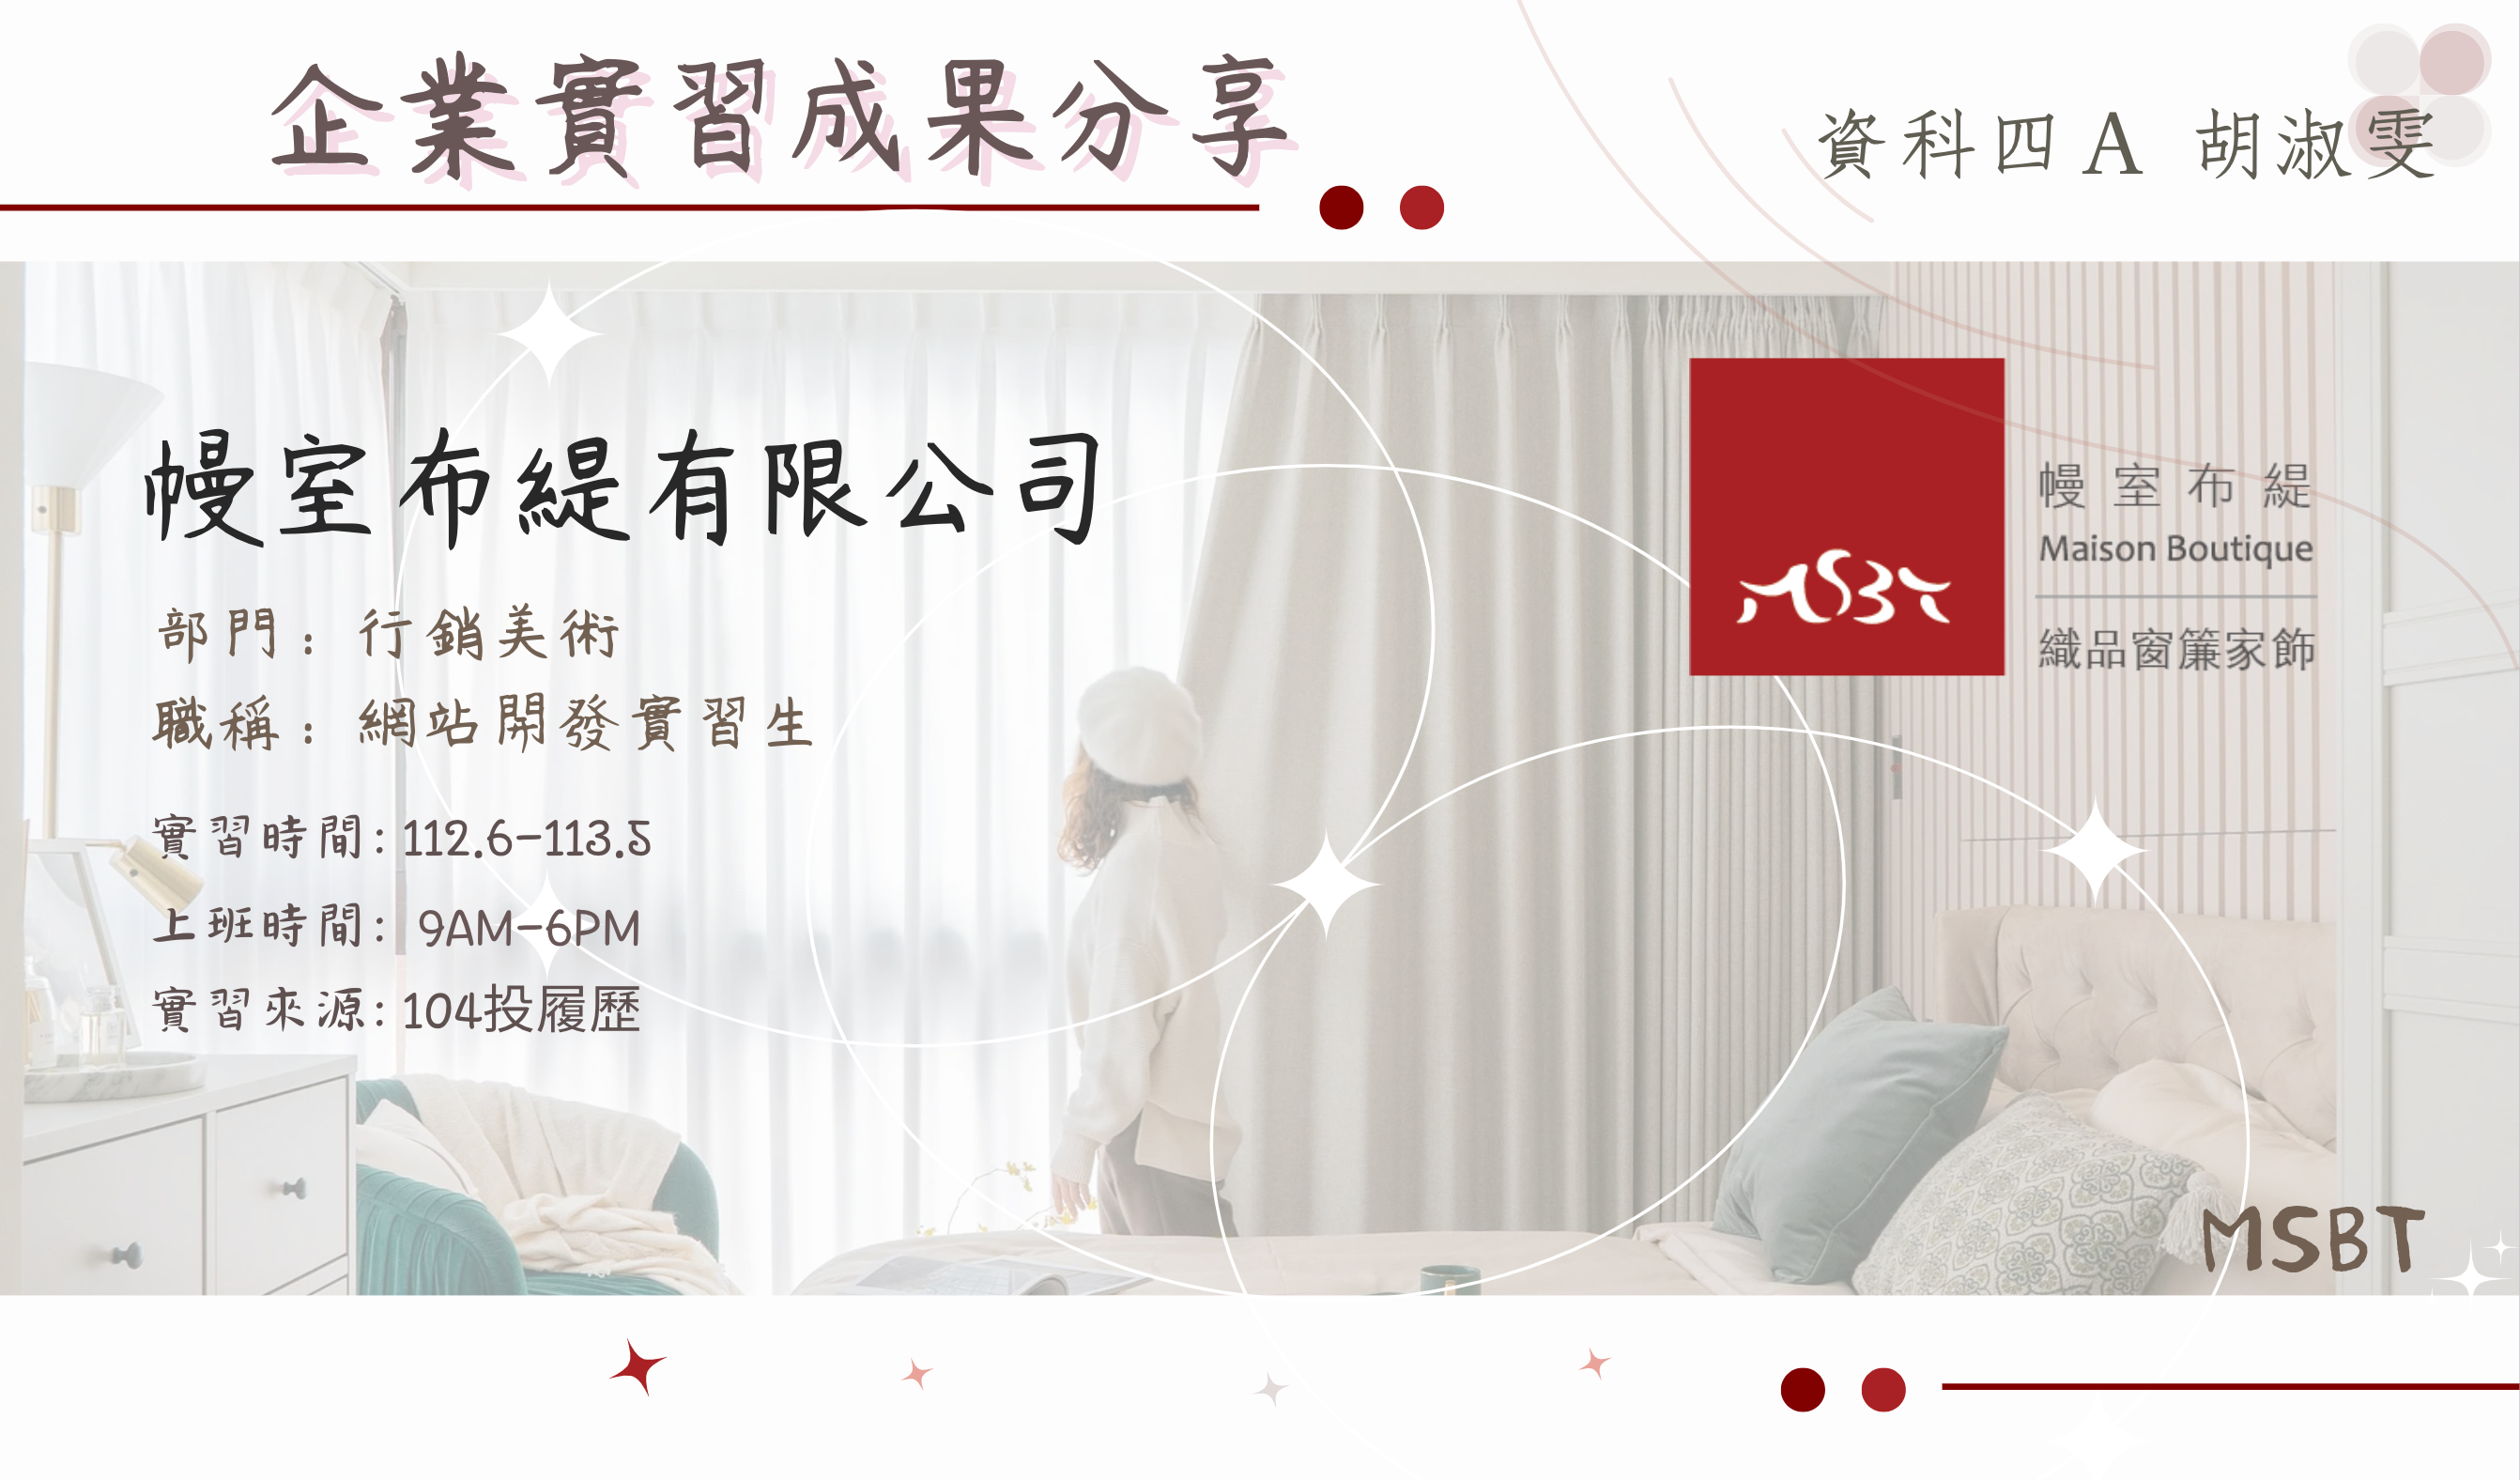 企業實習成果分享
資科四A 胡淑雯
幔室布緹有限公司
部門：行銷美術
職稱：網站開發實習生
實習時間: 112.6-113.5
上班時間: 9AM-6PM
實習來源: 104投履歷
MSBT
幔室布緹
Maison Boutique
織品窗簾家飾
MSBT